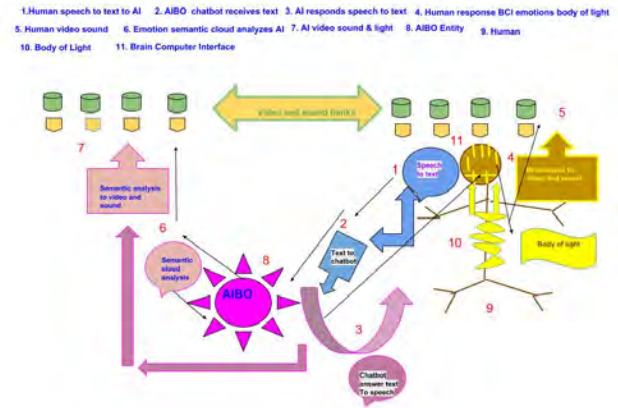 1.Human speech to text to AI 2. AIBO chatbot receives text 3. AI responds speech to text 4. Human response BCI emotions body of light
5. Human video sound 6. Emotion semantic cloud analyzes AI 7. AI video sound & light 8. AIBO Entity 9. Human
10. Body of Light 11. Brain Computer Interface
Video and sound banks
5
7
11
4
1
Speech
to text
Semantic analysis
to video and
sound
2
6
Text to
chatbot
10
Body of light
Semantic
cloud
analysis
8
AIBO
9
3
Chatbot
answer text
To speech